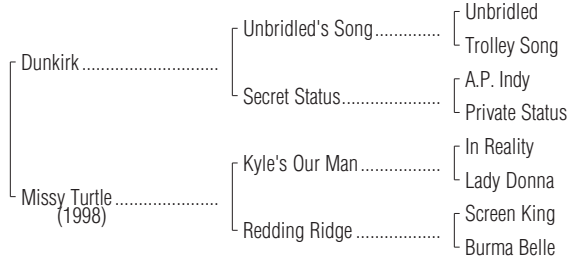 Unbridled
Unbridled's Song..............
Trolley Song
Dunkirk.............................
A.P. Indy
Secret Status.....................
Private Status
In Reality
Kyle's Our Man.................
Lady Donna
Missy Turtle......................
(1998)
Screen King
Redding Ridge..................
Burma Belle